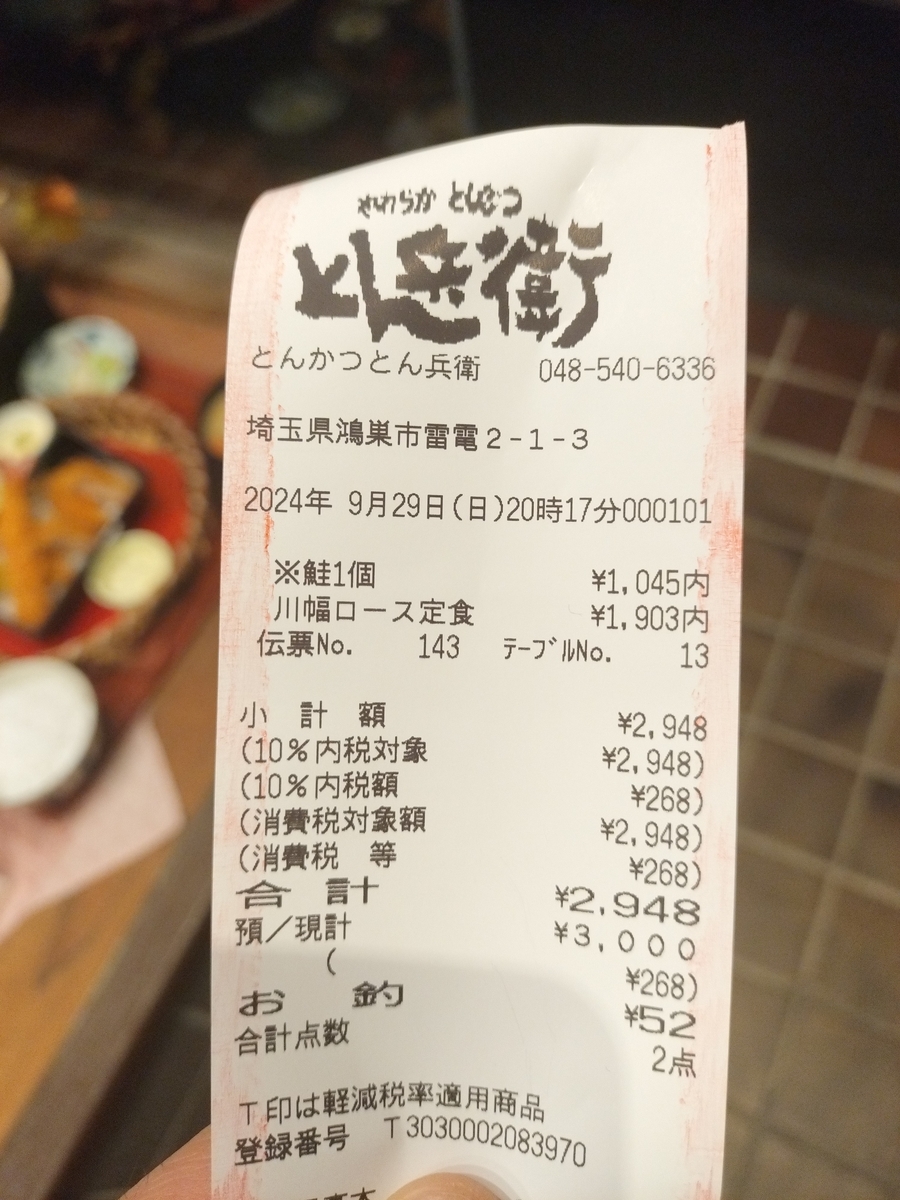 やわらか とんかつ
とん兵衛
とんかつとん兵衛 048-540-6336
埼玉県鴻巣市雷電2-1-3
2024年 9月29日(日)20時17分000101
※鮭1個 ¥1,045内
川幅ロース定食 ¥1,903内
伝票No. 143 テーブルNo. 13
小 計 額 ¥2,948
(10%内税対象 ¥2,948)
(10%内税額 ¥268)
(消費税対象額 ¥2,948)
(消費税 等 ¥268)
合 計 ¥2,948
預/現計 ¥3,000
( ¥268)
お 釣 ¥52
合計点数 2点
T印は軽減税率適用商品
登録番号 T3030002083970